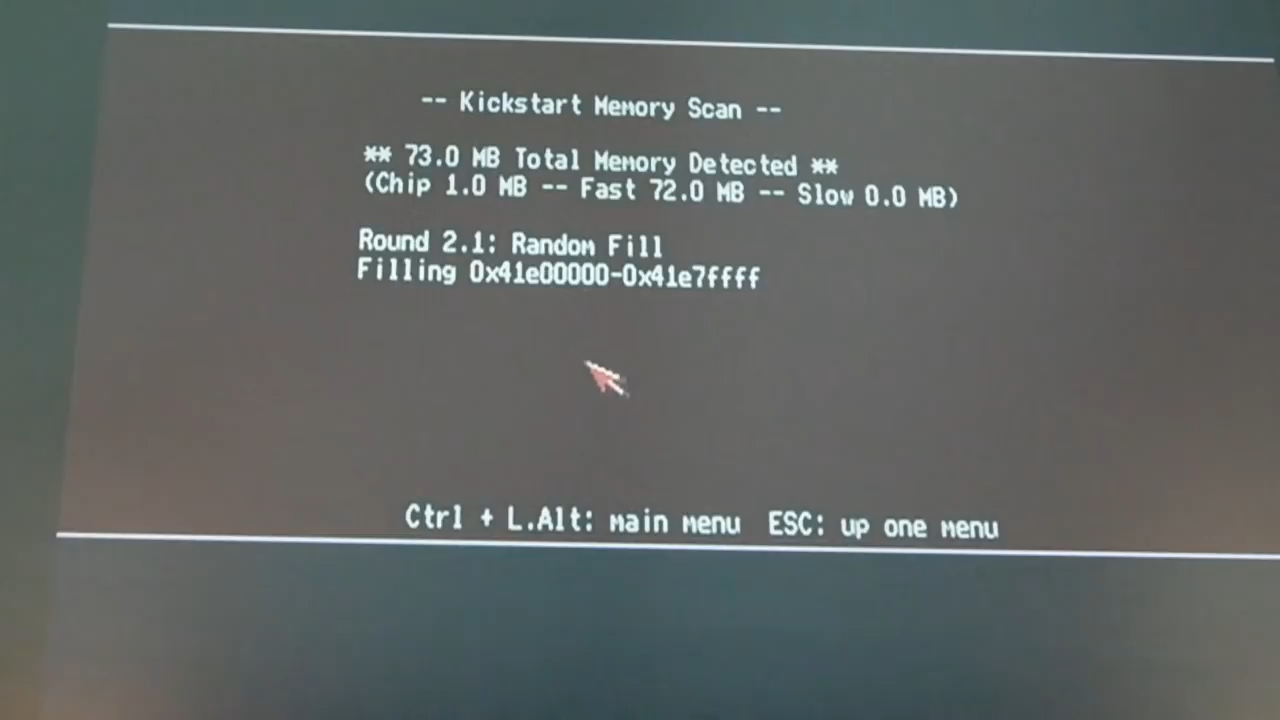 -- Kickstart Memory Scan --
** 73.0 MB Total Memory Detected **
(Chip 1.0 MB -- Fast 72.0 MB -- Slow 0.0 MB)
Round 2.1: Random Fill
Filling 0x41e00000-0x41e7ffff
Ctrl + L.Alt: main menu  ESC: up one menu